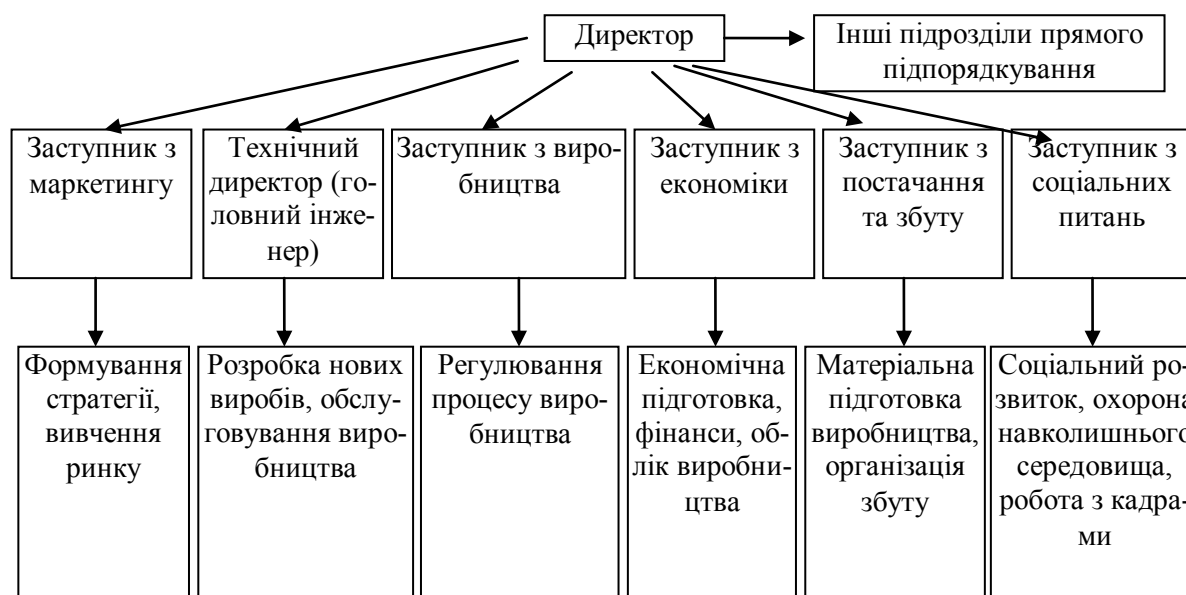 Директор
Інші підрозділи прямого
підпорядкування
Заступник з
маркетингу
Технічний
директор (го-
ловний інже-
нер)
Заступник з виро-
бництва
Заступник з
економіки
Заступник з
постачання
та збуту
Заступник з
соціальних
питань
Формування
стратегії,
вивчення
ринку
Розробка нових
виробів, обслу-
говування виро-
бництва
Регулювання
процесу виро-
бництва
Економічна
підготовка,
фінанси, об-
лік виробни-
цтва
Матеріальна
підготовка
виробництва,
організація
збуту
Соціальний ро-
звиток, охорона
навколишнього
середовища,
робота з кадра-
ми